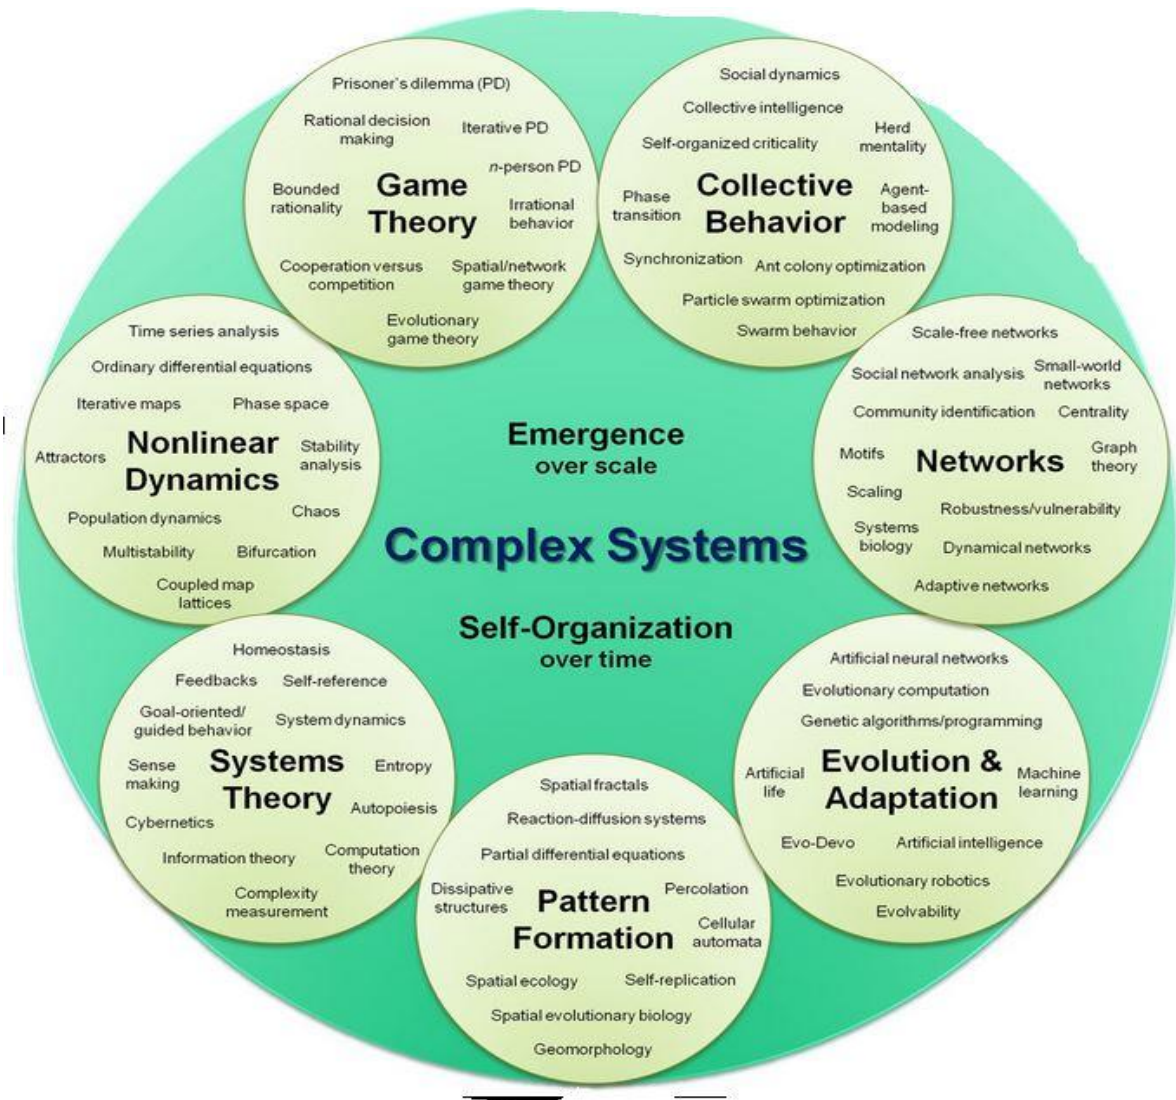 Prisoner's dilemma (PD)
Rational decision
making
Iterative PD
n-person PD
Bounded
rationality
Game
Theory
Irrational
behavior
Cooperation versus
competition
Spatial/network
game theory
Evolutionary
game theory
Social dynamics
Collective intelligence
Self-organized criticality
Herd
mentality
Phase
transition
Collective
Behavior
Agent-
based
modeling
Synchronization
Ant colony optimization
Particle swarm optimization
Swarm behavior
Time series analysis
Ordinary differential equations
Iterative maps
Phase space
Attractors
Nonlinear
Dynamics
Stability
analysis
Population dynamics
Chaos
Multistability
Bifurcation
Coupled map
lattices
Emergence
over scale
Complex Systems
Self-Organization
over time
Scale-free networks
Social network analysis
Small-world
networks
Community identification
Centrality
Motifs
Networks
Graph
theory
Scaling
Robustness/vulnerability
Systems
biology
Dynamical networks
Adaptive networks
Homeostasis
Feedbacks
Self-reference
Goal-oriented/
guided behavior
System dynamics
Sense
making
Systems
Theory
Entropy
Autopoiesis
Cybernetics
Information theory
Computation
theory
Complexity
measurement
Spatial fractals
Reaction-diffusion systems
Partial differential equations
Dissipative
structures
Pattern
Formation
Percolation
Cellular
automata
Spatial ecology
Self-replication
Spatial evolutionary biology
Geomorphology
Artificial neural networks
Evolutionary computation
Genetic algorithms/programming
Artificial
life
Evolution &
Adaptation
Machine
learning
Evo-Devo
Artificial intelligence
Evolutionary robotics
Evolvability